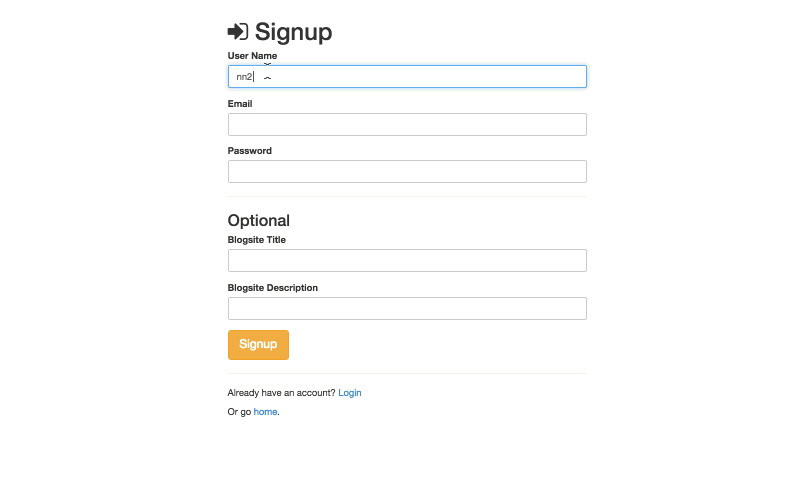 Signup
User Name
nn2
Email
Password
Optional
Blogsite Title
Blogsite Description
Signup
Already have an account? Login
Or go home.